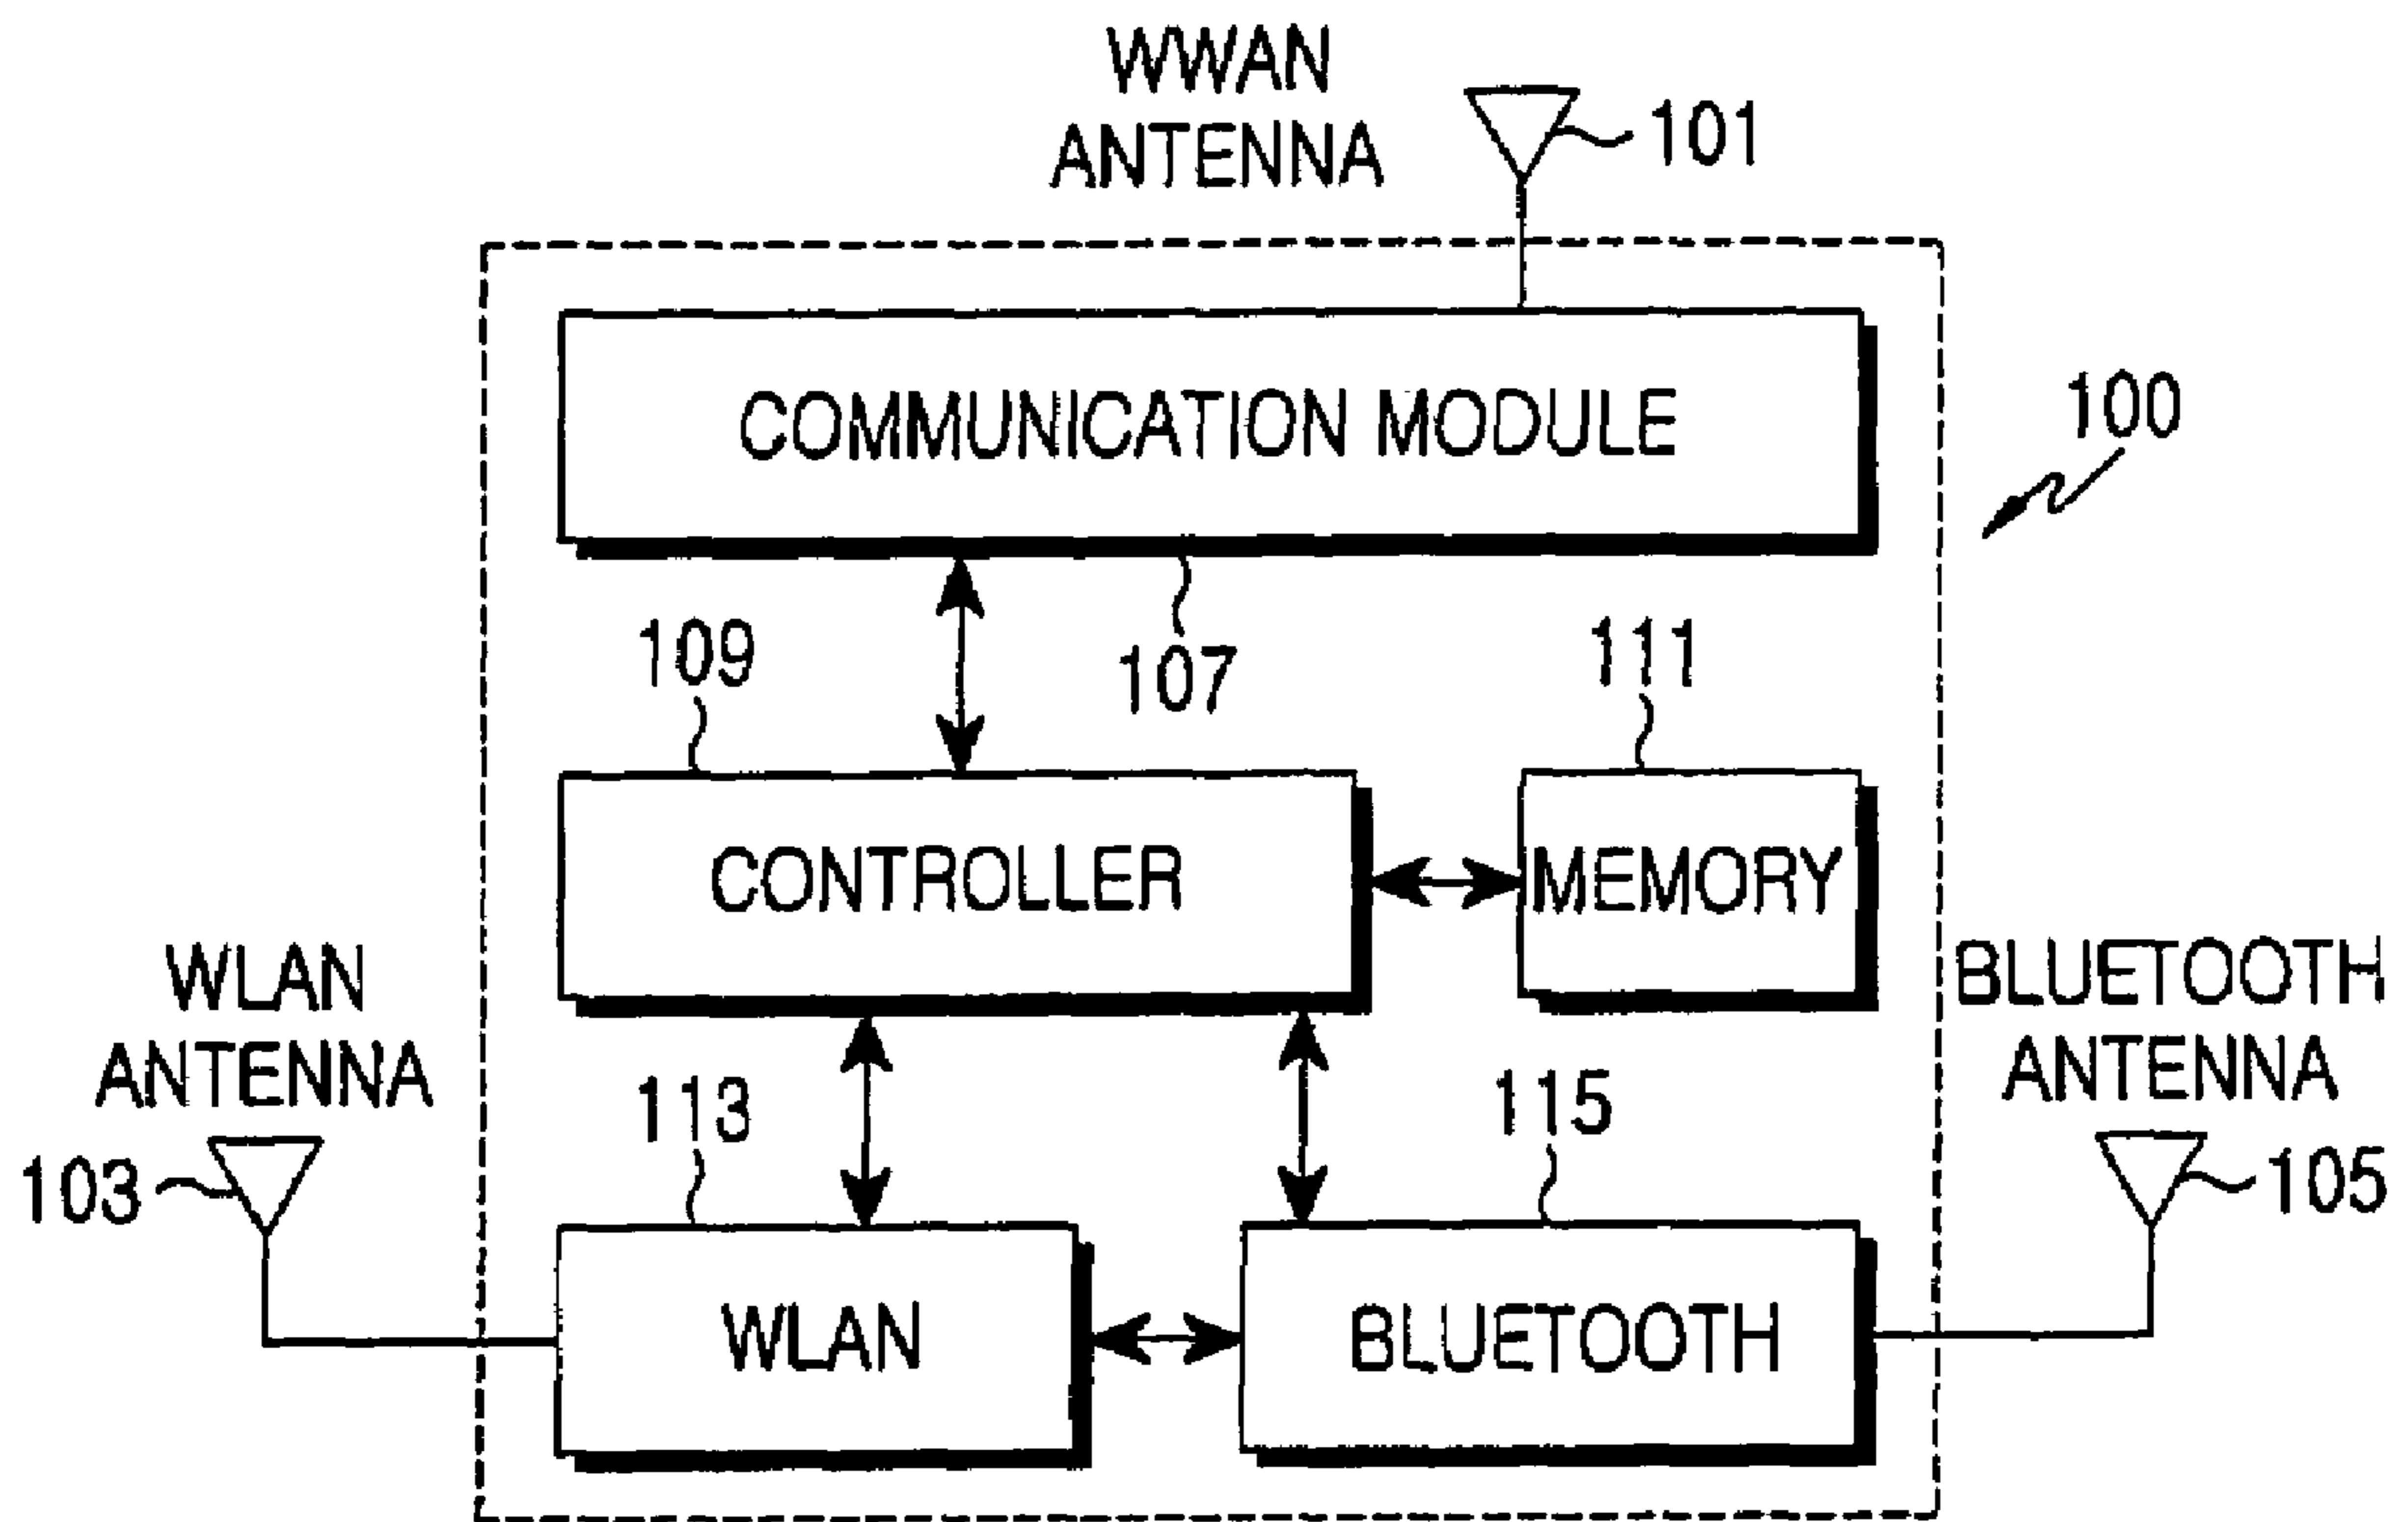 WWAN
ANTENNA
101
COMMUNICATION MODULE
100
109
107
111
CONTROLLER
MEMORY
WLAN
ANTENNA
BLUETOOTH
ANTENNA
113
115
103
105
WLAN
BLUETOOTH